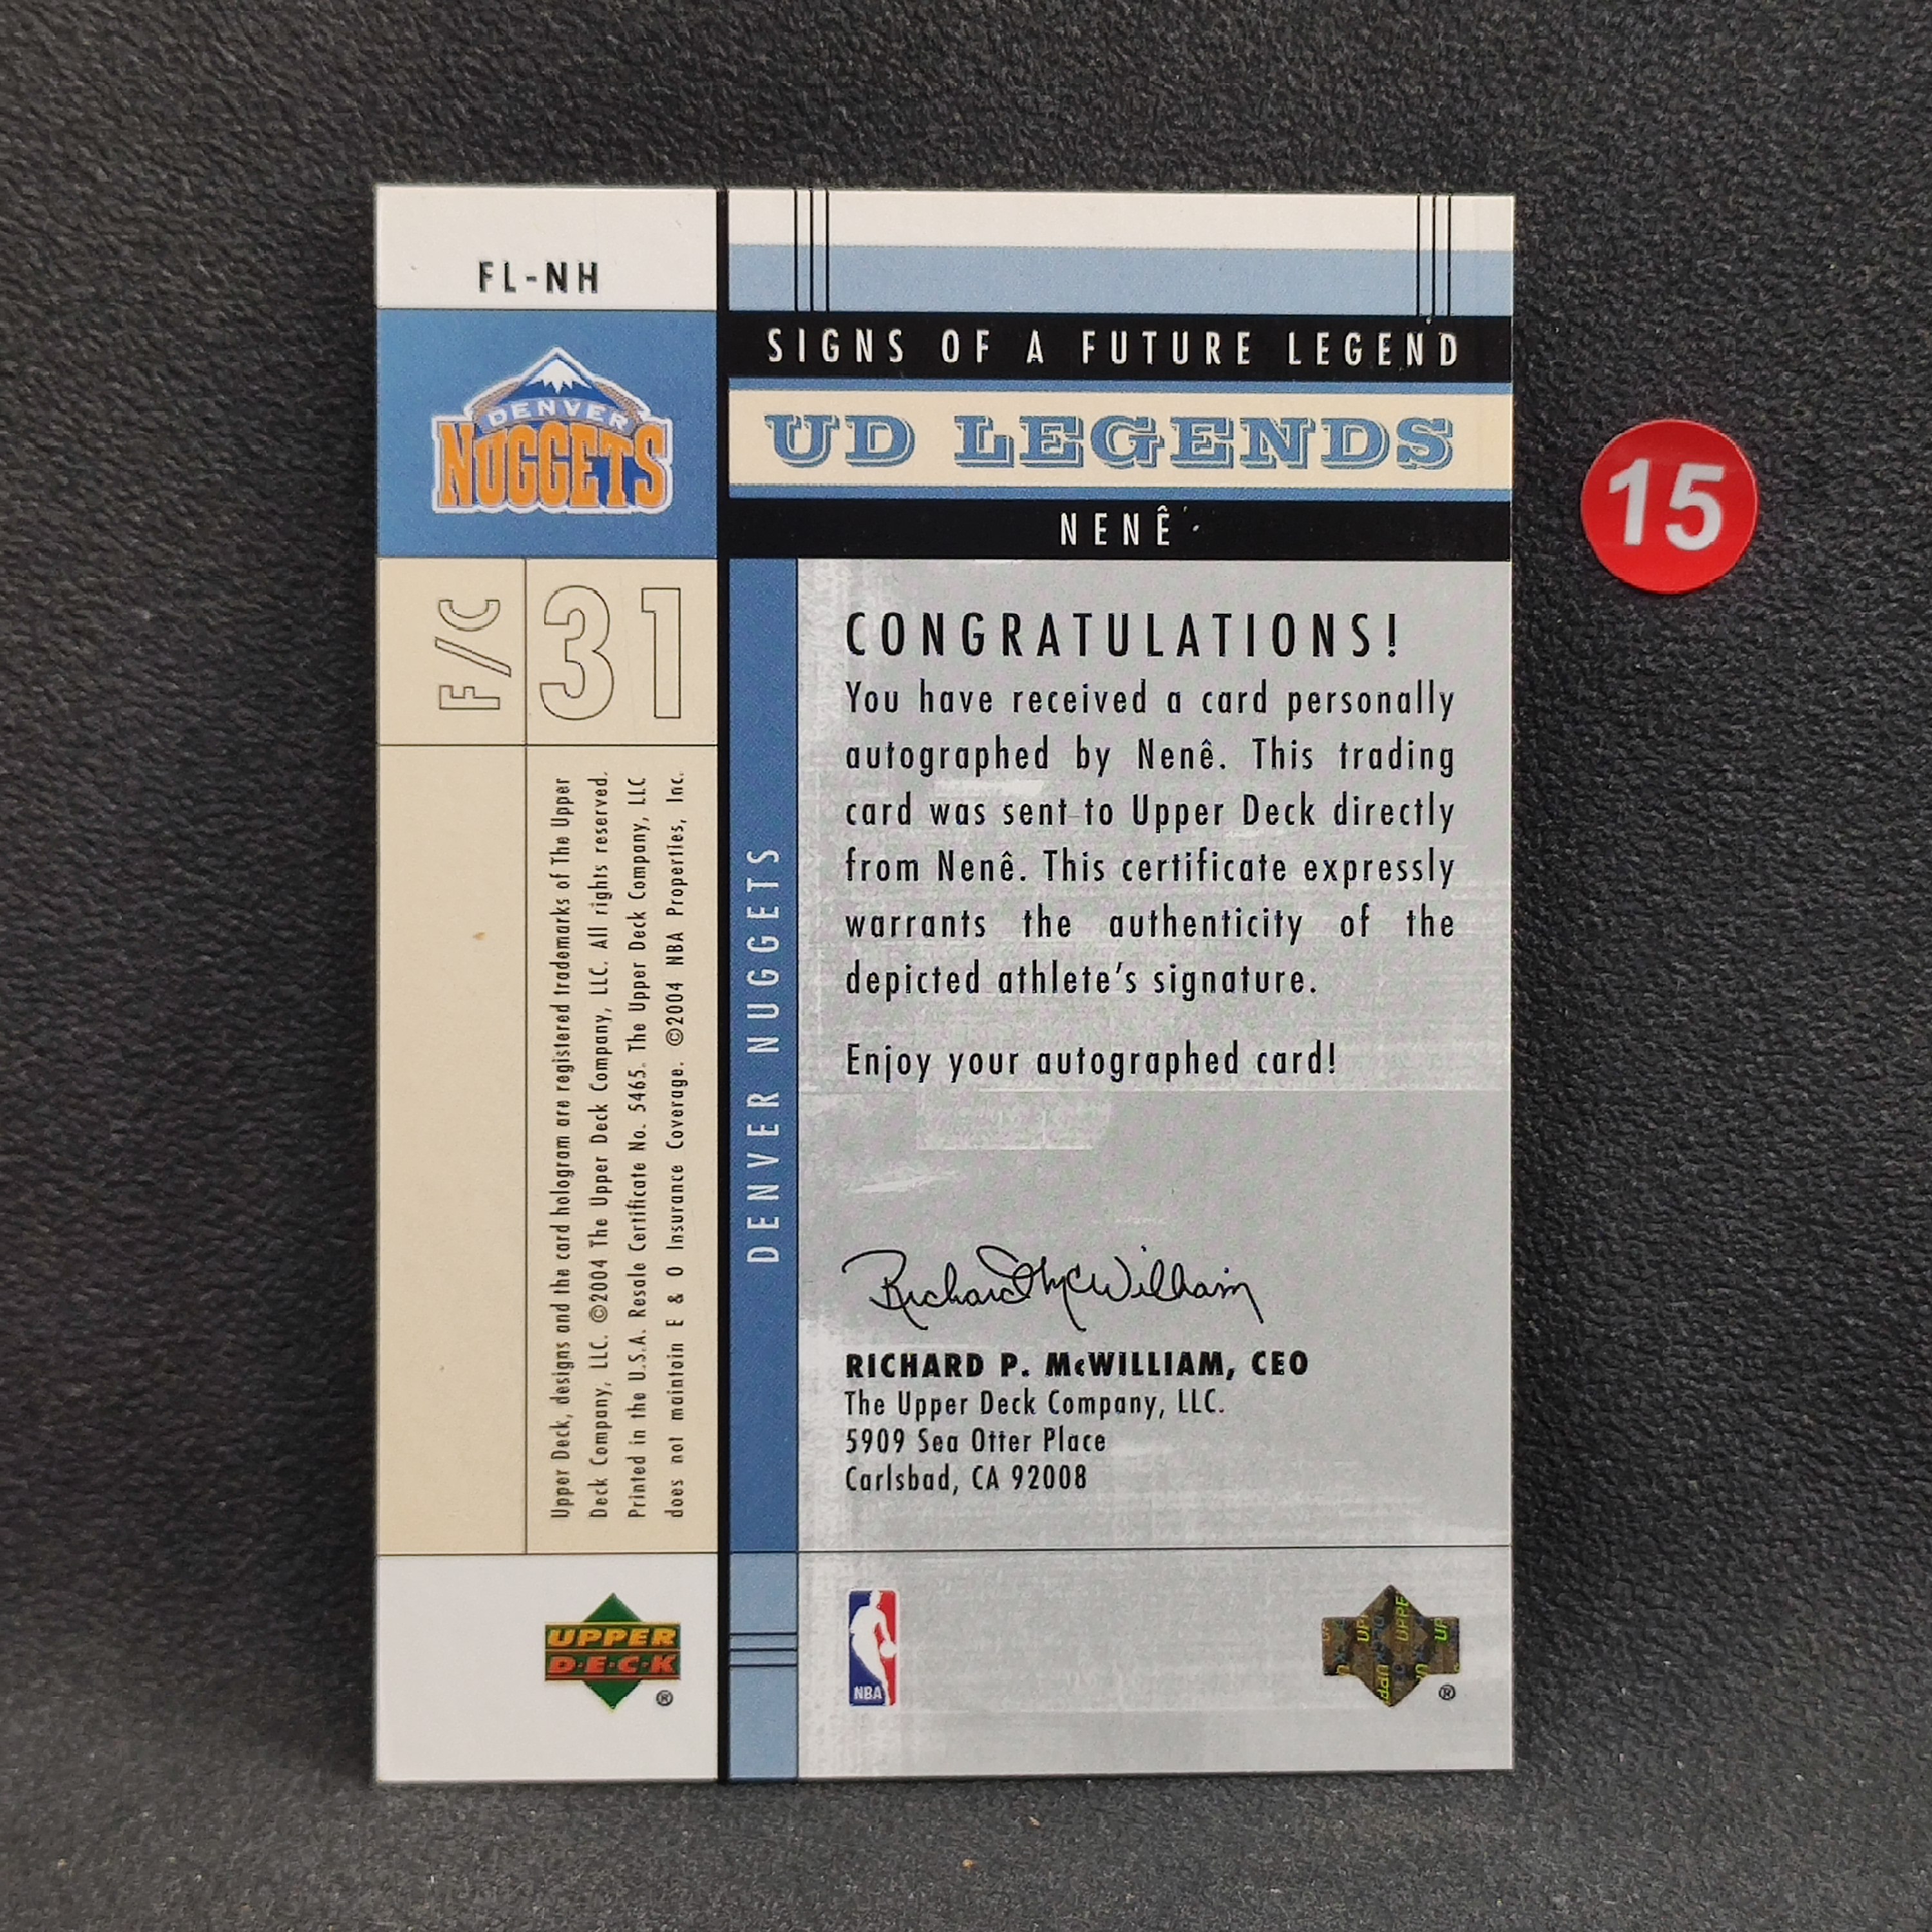 FL-NH
DENVER
NUGGETS
F/C
31
Upper Deck, designs and the card hologram are registered trademarks of The Upper
Deck Company, LLC. ©2004 The Upper Deck Company, LLC. All rights reserved.
Printed in the U.S.A. Resale Certificate No. 5465. The Upper Deck Company, LLC
does not maintain E & O Insurance Coverage. ©2004 NBA Properties, Inc.
UPPER
D·E·C·K
®
SIGNS OF A FUTURE LEGEND
UD LEGENDS
NENÊ
DENVER NUGGETS
CONGRATULATIONS!
You have received a card personally
autographed by Nenê. This trading
card was sent to Upper Deck directly
from Nenê. This certificate expressly
warrants the authenticity of the
depicted athlete's signature.
Enjoy your autographed card!
Richard McWilliam
RICHARD P. McWILLIAM, CEO
The Upper Deck Company, LLC.
5909 Sea Otter Place
Carlsbad, CA 92008
NBA
®
15